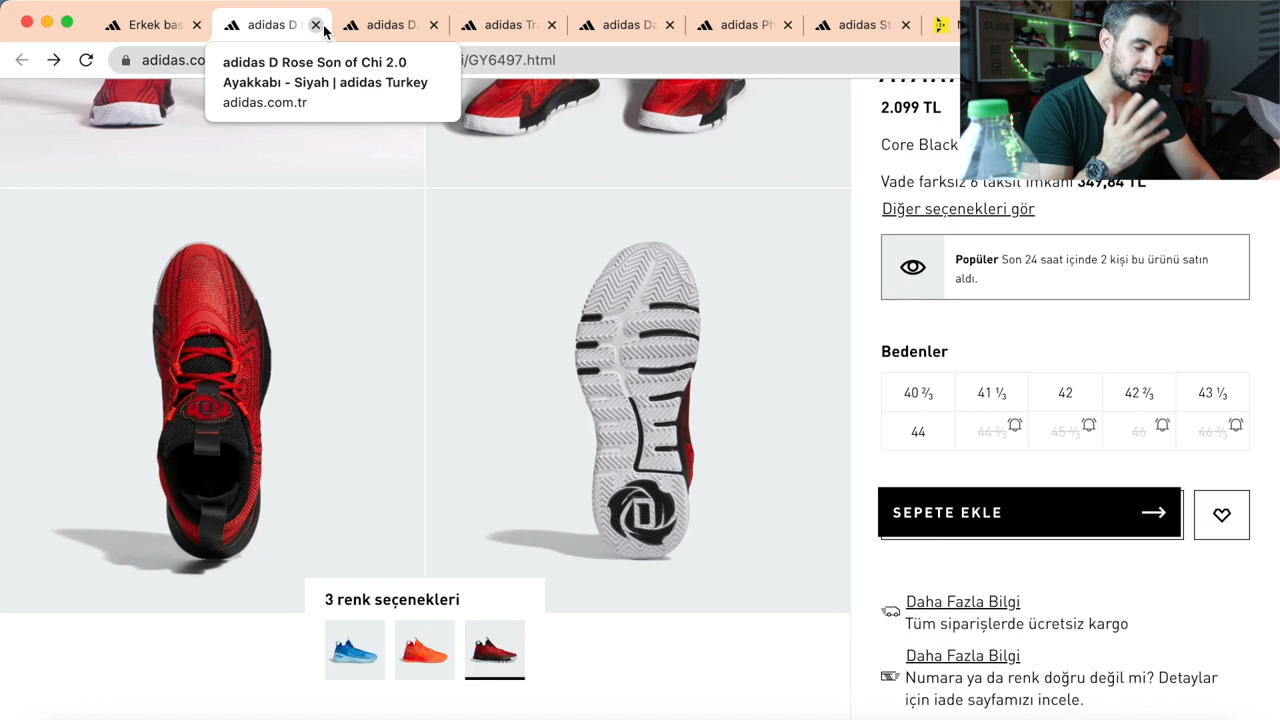 Erkek bas
adidas D
adidas D.
adidas Tr
adidas Da
adidas Ph
adidas St
adidas.co
i/GY6497.html
adidas D Rose Son of Chi 2.0
Ayakkabı - Siyah | adidas Turkey
adidas.com.tr
SLIDE
2.099 TL
Core Black
Vade farksız 6 taksit imkanı 349,84 TL
Diğer seçenekleri gör
Popüler Son 24 saat içinde 2 kişi bu ürünü satın
aldı.
Bedenler
40 ⅔ 41 ⅓ 42 42 ⅔ 43 ⅓
44 44 ⅔ 45 ⅓ 46 46 ⅔
SEPETE EKLE
3 renk seçenekleri
Daha Fazla Bilgi
Tüm siparişlerde ücretsiz kargo
Daha Fazla Bilgi
Numara ya da renk doğru değil mi? Detaylar
için iade sayfamızı incele.